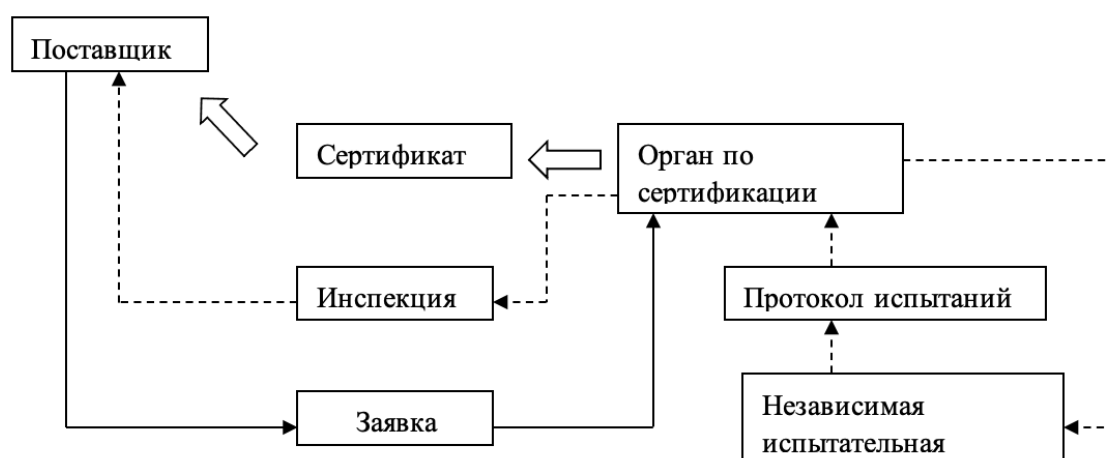 Поставщик
Сертификат
Орган по
сертификации
Инспекция
Протокол испытаний
Заявка
Независимая
испытательная